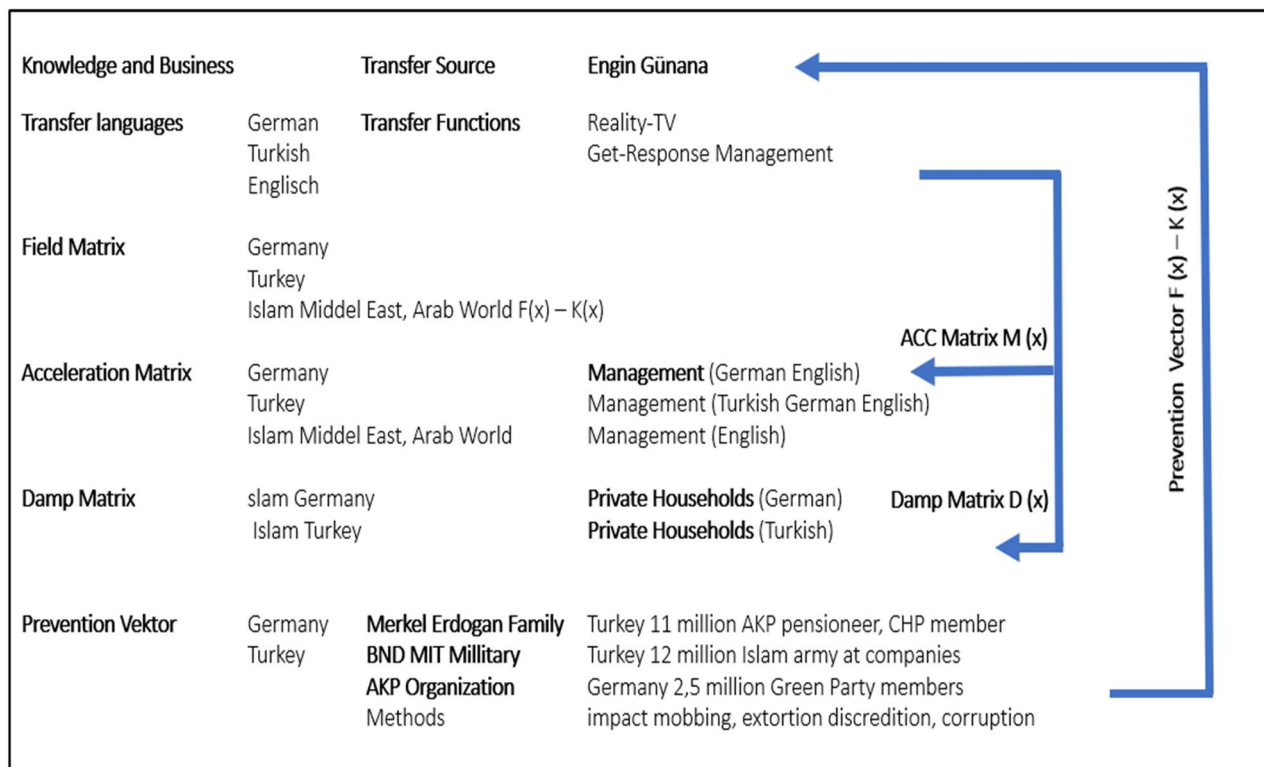 Knowledge and Business Transfer Source Engin Günana
Transfer languages German Transfer Functions Reality-TV
Turkish Get-Response Management
Englisch
Field Matrix Germany
Turkey
Islam Middel East, Arab World F(x) – K(x)
ACC Matrix M (x)
Acceleration Matrix Germany Management (German English)
Turkey Management (Turkish German English)
Islam Middel East, Arab World Management (English)
Damp Matrix slam Germany Private Households (German) Damp Matrix D (x)
Islam Turkey Private Households (Turkish)
Prevention Vektor Germany Merkel Erdogan Family Turkey 11 million AKP pensioneer, CHP member
Turkey BND MIT Millitary Turkey 12 million Islam army at companies
AKP Organization Germany 2,5 million Green Party members
Methods impact mobbing, extortion discredition, corruption
Prevention Vector F (x) – K (x)